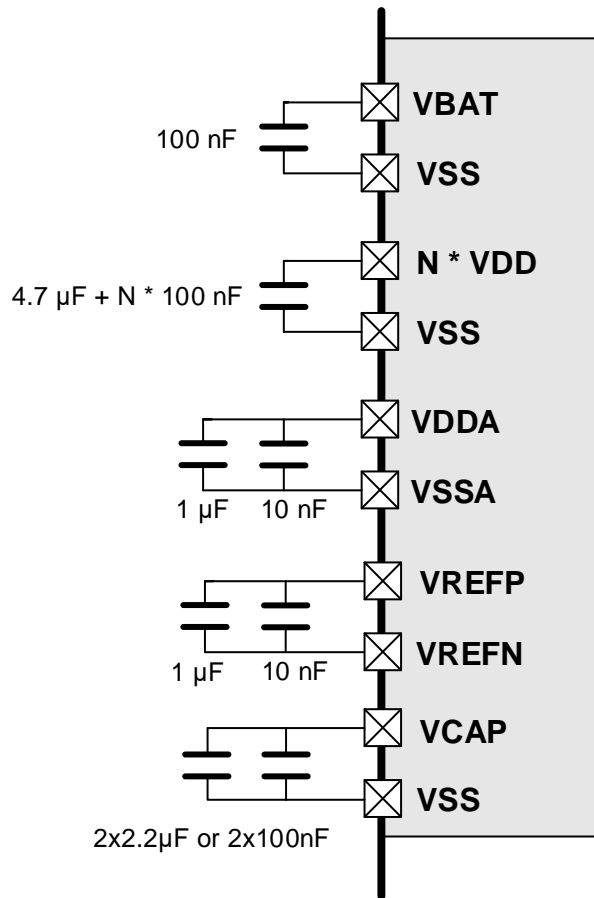 VBAT
100 nF
VSS
N * VDD
4.7 µF + N * 100 nF
VSS
VDDA
VSSA
1 µF 10 nF
VREFP
VREFN
1 µF 10 nF
VCAP
VSS
2x2.2µF or 2x100nF